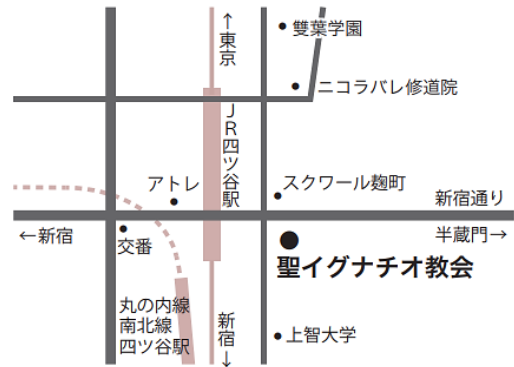 ↑東京
雙葉学園
ニコラバレ修道院
JR四ツ谷駅
アトレ
スクワール麹町
新宿通り
←新宿
半蔵門→
交番
聖イグナチオ教会
丸の内線
南北線
四ツ谷駅
新宿↓
上智大学